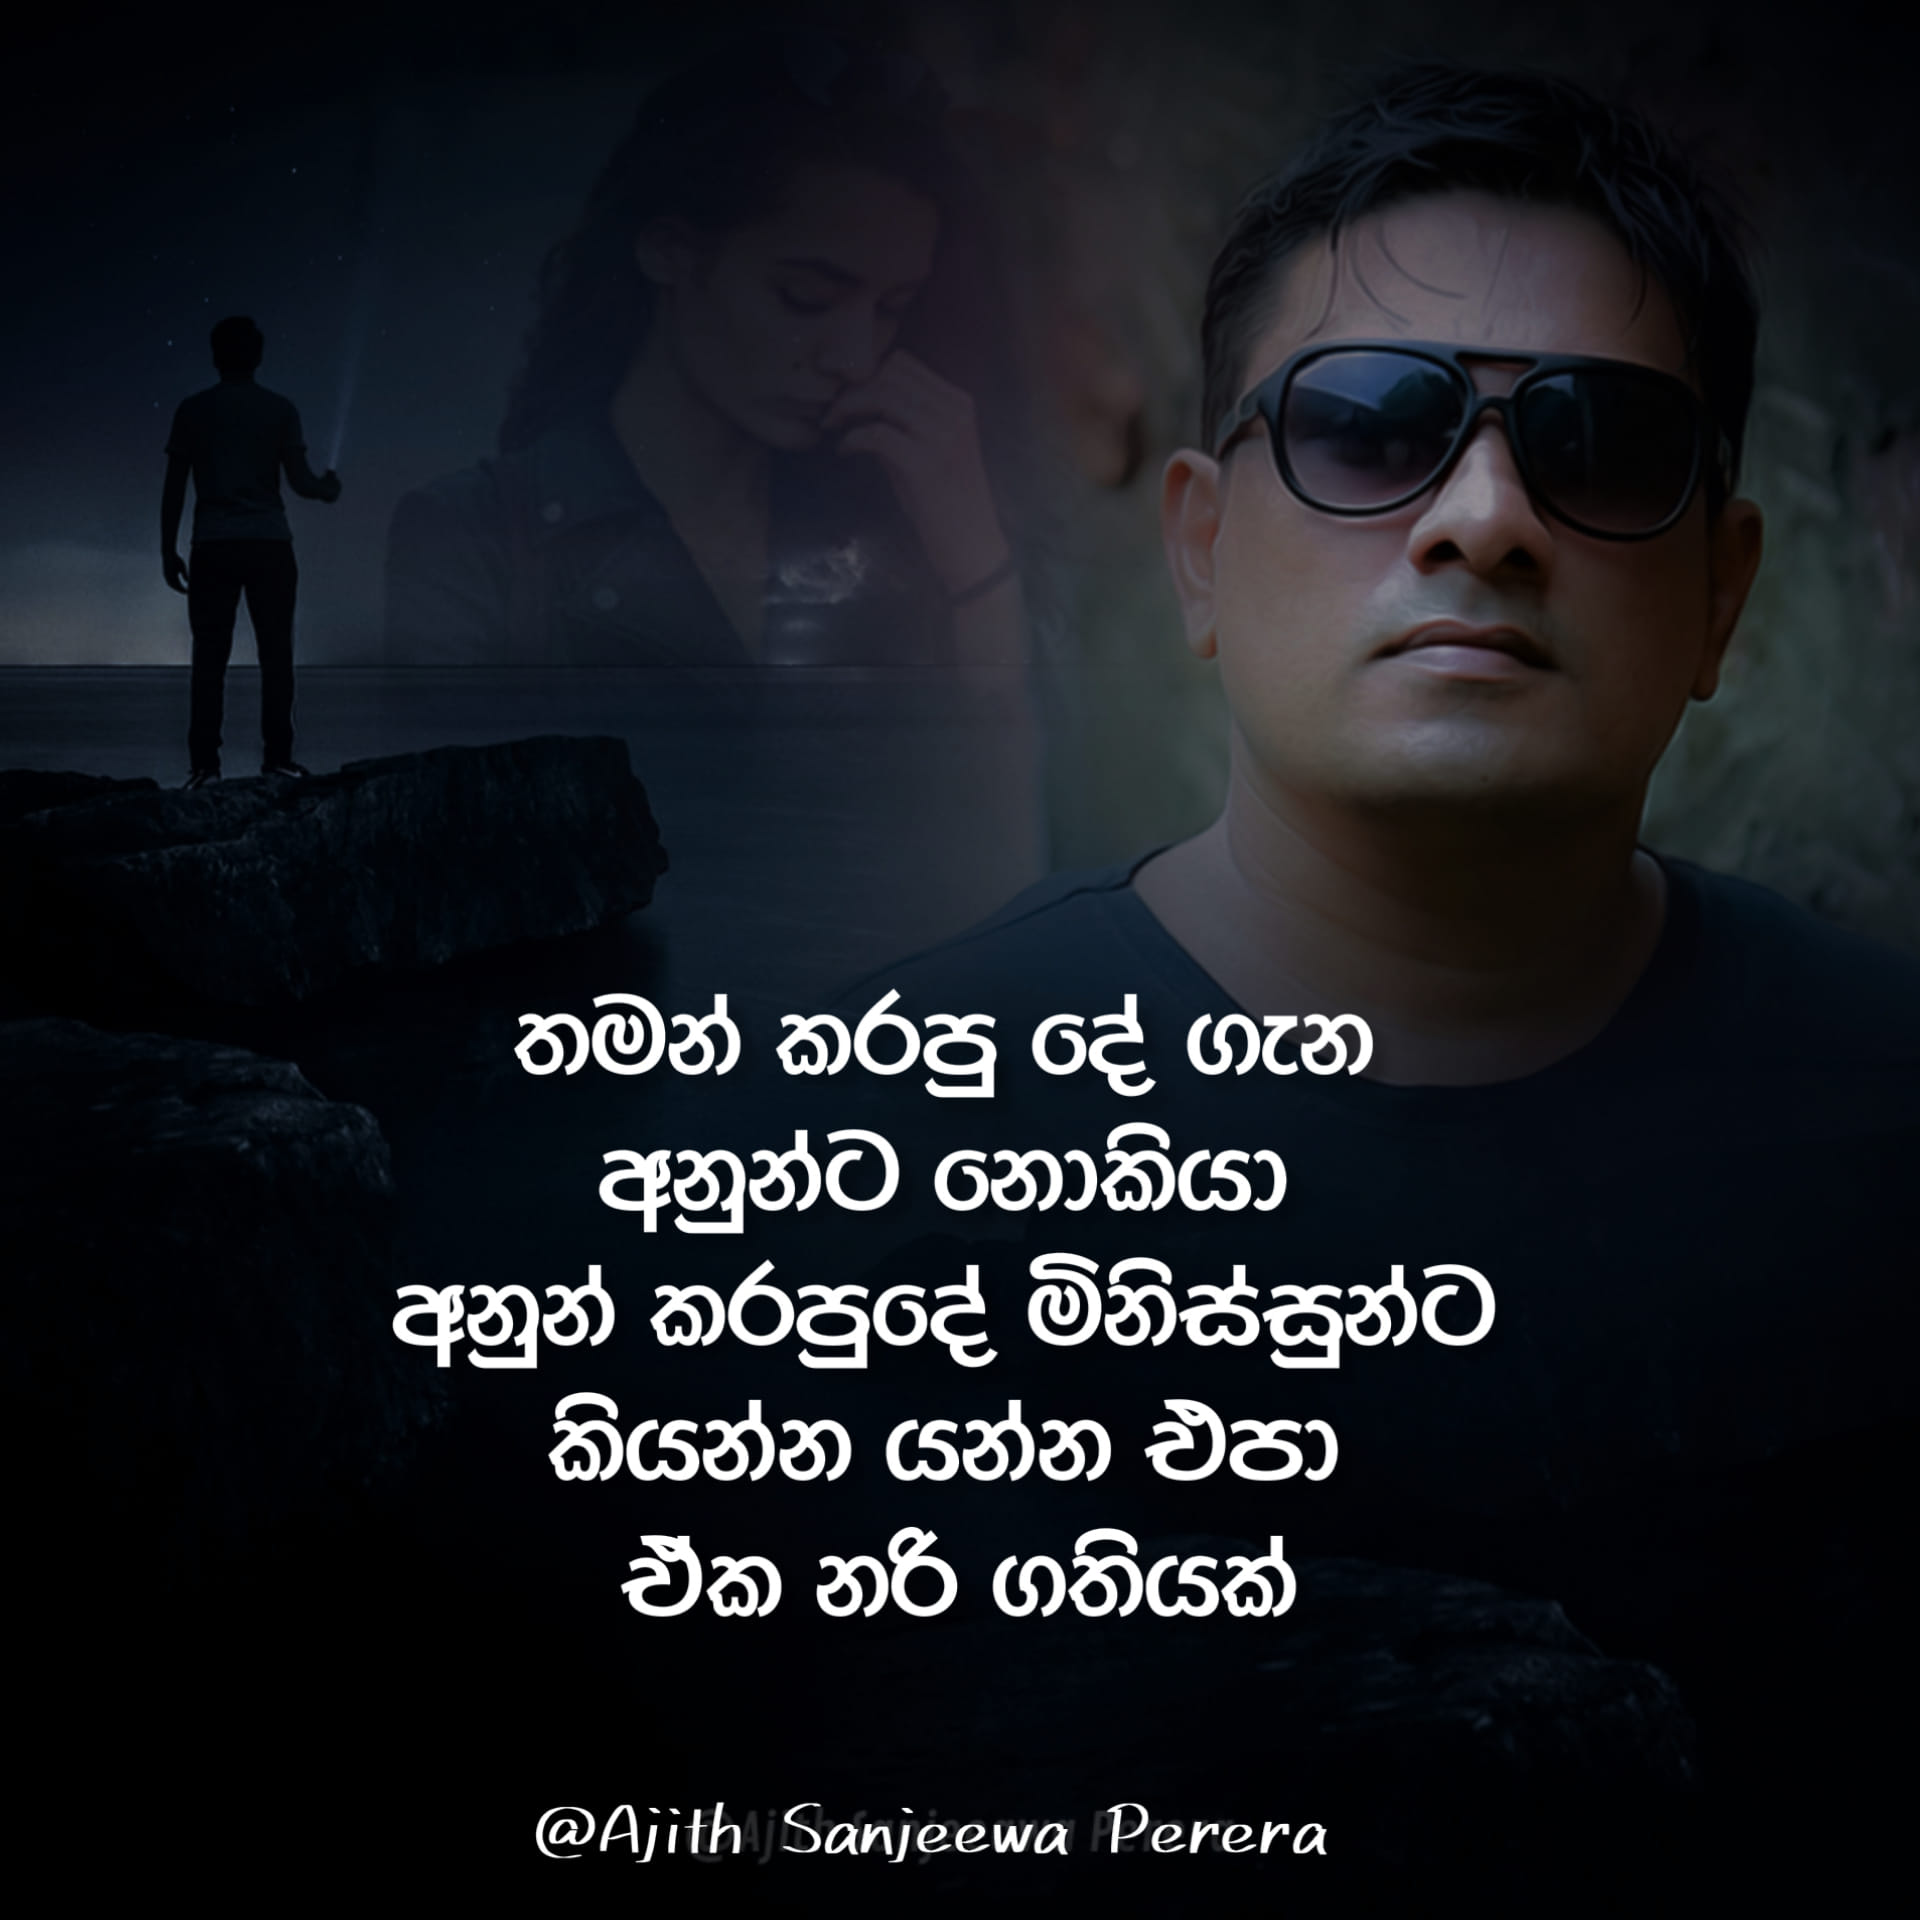 තමන් කරපු දේ ගැන
අනුන්ට නොකියා
අනුන් කරපුදේ මිනිස්සුන්ට
කියන්න යන්න එපා
ඒක නරි ගතියක්
@Ajith Sanjeewa Perera